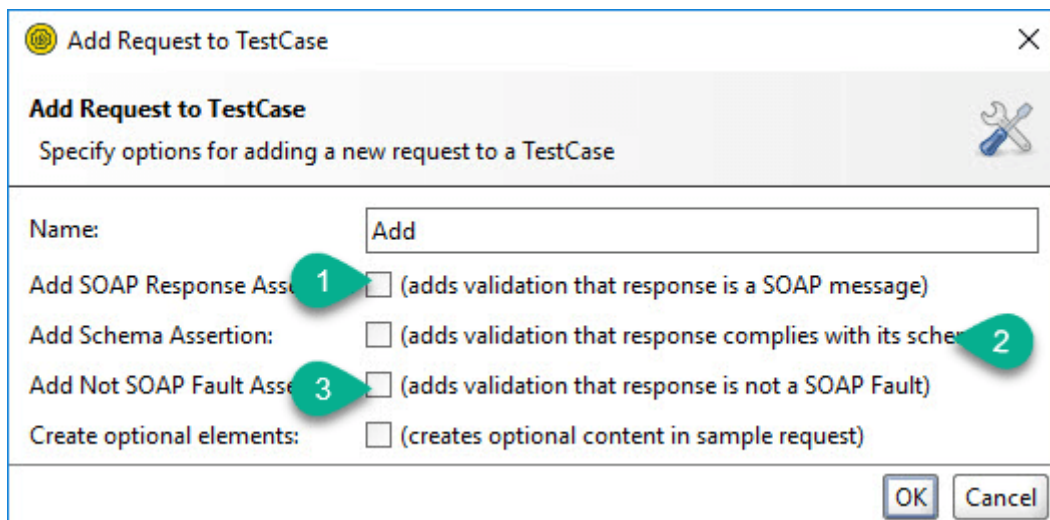 Add Request to TestCase
Add Request to TestCase
Specify options for adding a new request to a TestCase
Name: Add
Add SOAP Response Asse 1 (adds validation that response is a SOAP message)
Add Schema Assertion: (adds validation that response complies with its sche 2
Add Not SOAP Fault Asse 3 (adds validation that response is not a SOAP Fault)
Create optional elements: (creates optional content in sample request)
OK Cancel